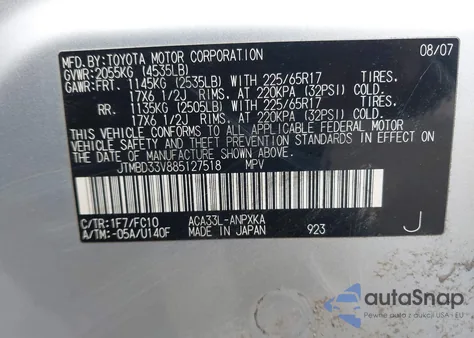 MFD.BY:TOYOTA MOTOR CORPORATION 08/07
GVWR:2055KG (4535LB)
GAWR:FRT. 1145KG (2535LB) WITH 225/65R17 TIRES,
17X6 1/2J RIMS, AT 220KPA (32PSI) COLD.
RR. 1135KG (2505LB) WITH 225/65R17 TIRES,
17X6 1/2J RIMS, AT 220KPA (32PSI) COLD.
THIS VEHICLE CONFORMS TO ALL APPLICABLE FEDERAL MOTOR
VEHICLE SAFETY AND THEFT PREVENTION STANDARDS IN EFFECT
ON THE DATE OF MANUFACTURE SHOWN ABOVE.
JTMBD33V885127518 MPV
C/TR:1F7/FC10 ACA33L-ANPXKA
A/TM:-05A/U140F MADE IN JAPAN 923 J
autoSnap
Pewne auto z USA i EU